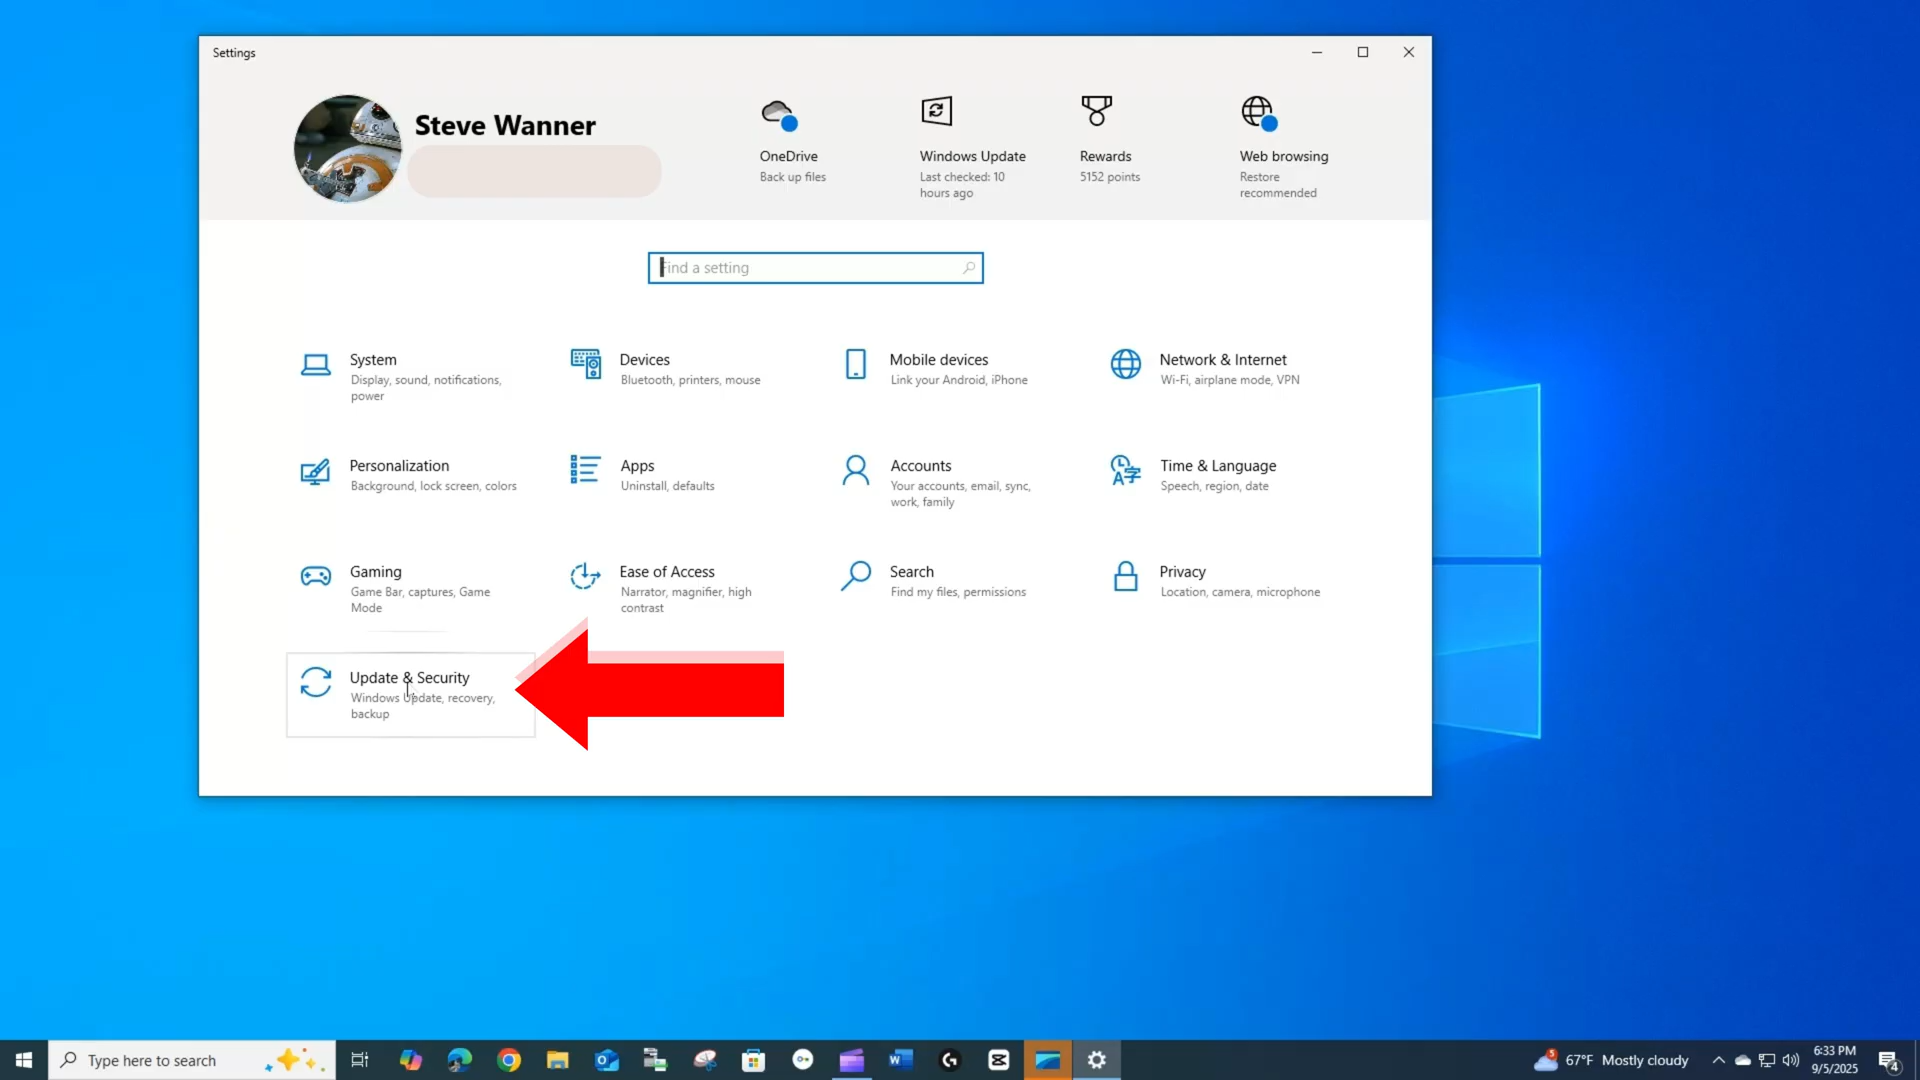 Settings
Steve Wanner
OneDrive
Back up files
Windows Update
Last checked: 10
hours ago
Rewards
5152 points
Web browsing
Restore
recommended
Find a setting
System
Display, sound, notifications,
power
Devices
Bluetooth, printers, mouse
Mobile devices
Link your Android, iPhone
Network & Internet
Wi-Fi, airplane mode, VPN
Personalization
Background, lock screen, colors
Apps
Uninstall, defaults
Accounts
Your accounts, email, sync,
work, family
Time & Language
Speech, region, date
Gaming
Game Bar, captures, Game
Mode
Ease of Access
Narrator, magnifier, high
contrast
Search
Find my files, permissions
Privacy
Location, camera, microphone
Update & Security
Windows Update, recovery,
backup
Type here to search
67°F Mostly cloudy
6:33 PM
9/5/2025
4